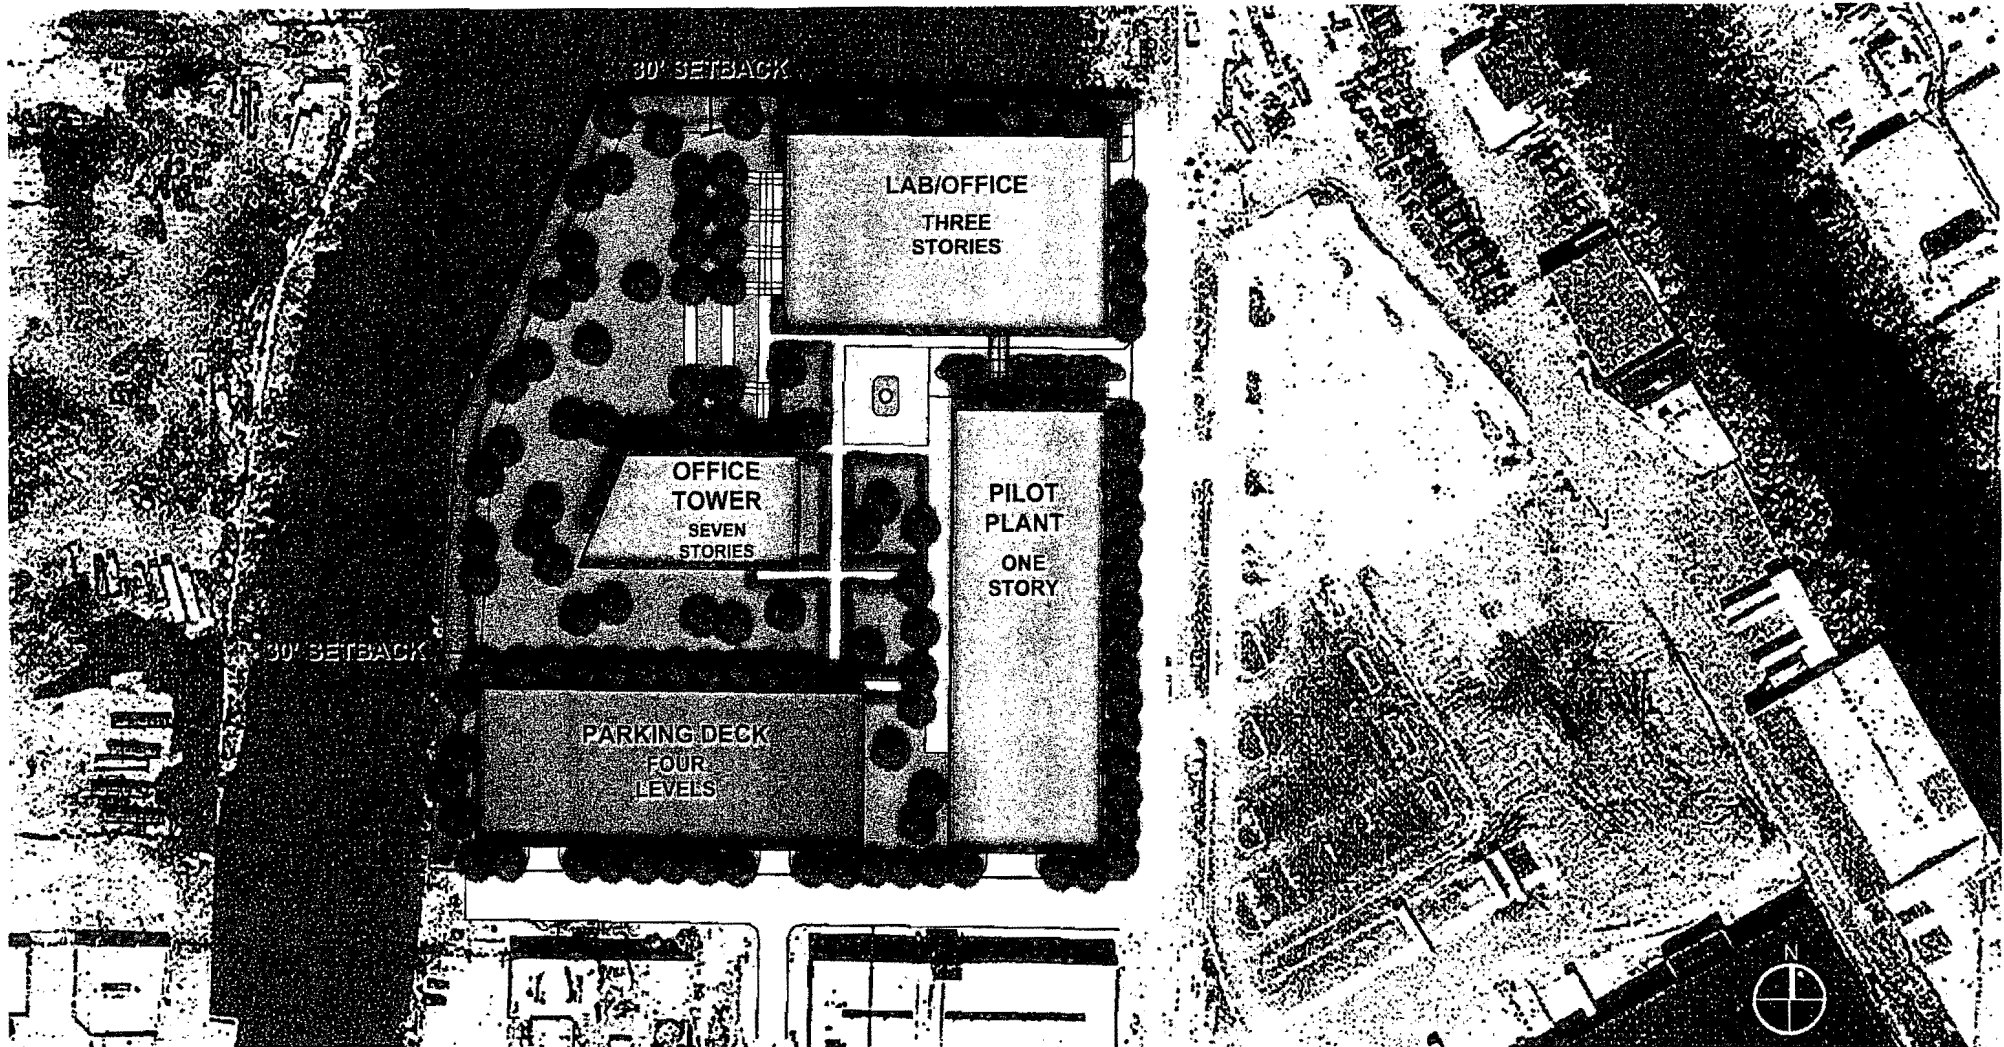 30' SETBACK
LAB/OFFICE
THREE
STORIES
OFFICE
TOWER
SEVEN
STORIES
PILOT
PLANT
ONE
STORY
30' SETBACK
PARKING DECK
FOUR
LEVELS
N